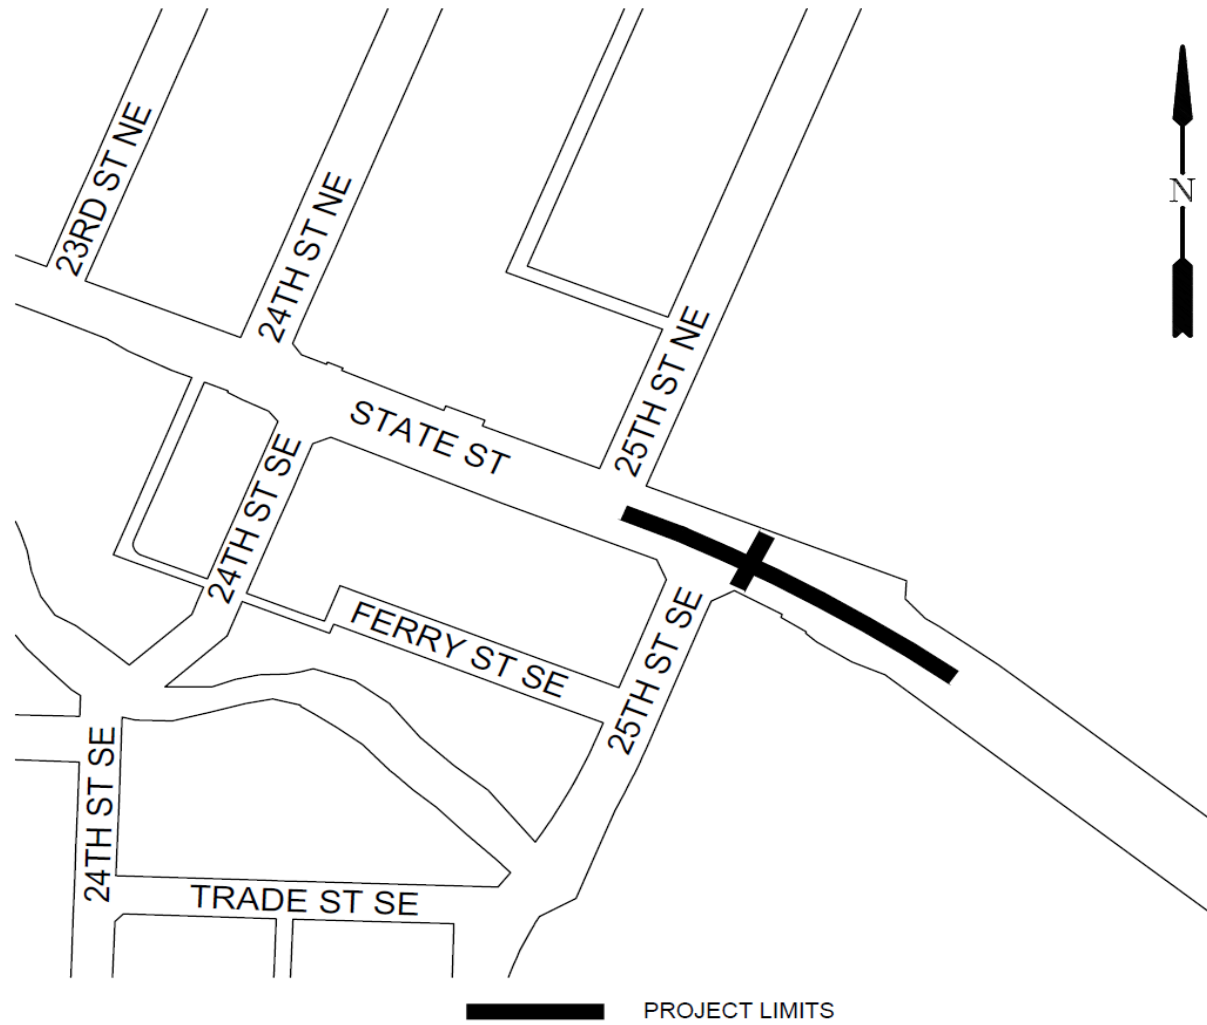 23RD ST NE
24TH ST NE
N
25TH ST NE
STATE ST
24TH ST SE
FERRY ST SE
25TH ST SE
24TH ST SE
TRADE ST SE
PROJECT LIMITS